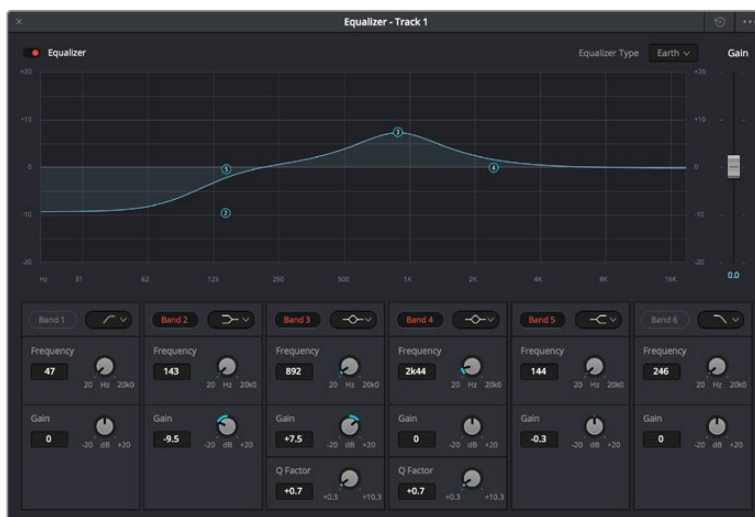 Equalizer - Track 1
Equalizer
Equalizer Type
Earth
Gain
+20
+20
+10
+10
0
0
-10
-10
-20
-20
5
2
3
4
Hz 31 62 125 250 500 1K 2K 4K 8K 16K
0.0
Band 1
Band 2
Band 3
Band 4
Band 5
Band 6
Frequency
Frequency
Frequency
Frequency
Frequency
Frequency
47
143
892
2k44
144
246
20 Hz 20k0
20 Hz 20k0
20 Hz 20k0
20 Hz 20k0
20 Hz 20k0
20 Hz 20k0
Gain
Gain
Gain
Gain
Gain
Gain
0
-9.5
+7.5
0
-0.3
0
-20 dB +20
-20 dB +20
-20 dB +20
-20 dB +20
-20 dB +20
-20 dB +20
Q Factor
Q Factor
+0.7
+0.7
+0.3 +10.3
+0.3 +10.3